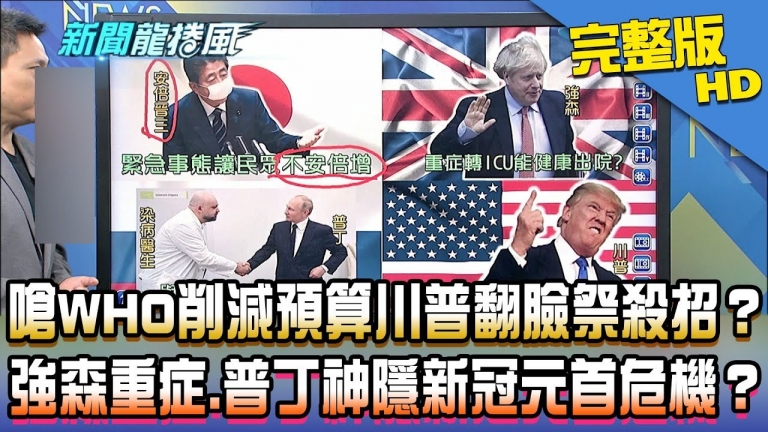 NEWS
新聞龍捲風
完整版
HD
安倍晉三
緊急事態讓民眾不安倍增
強森
重症轉ICU能健康出院?
染病醫生
普丁
川普
嗆WHO削減預算川普翻臉祭殺招?
強森重症.普丁神隱新冠元首危機?